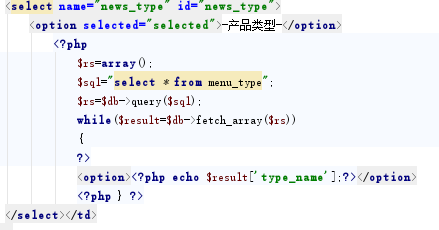 <select name="news_type" id="news_type">
<option selected="selected">-产品类型-</option>
<?php
$rs=array();
$sql="select * from menu_type";
$rs=$db->query($sql);
while($result=$db->fetch_array($rs))
{
?>
<option><?php echo $result['type_name'];?></option>
<?php } ?>
</select></td>